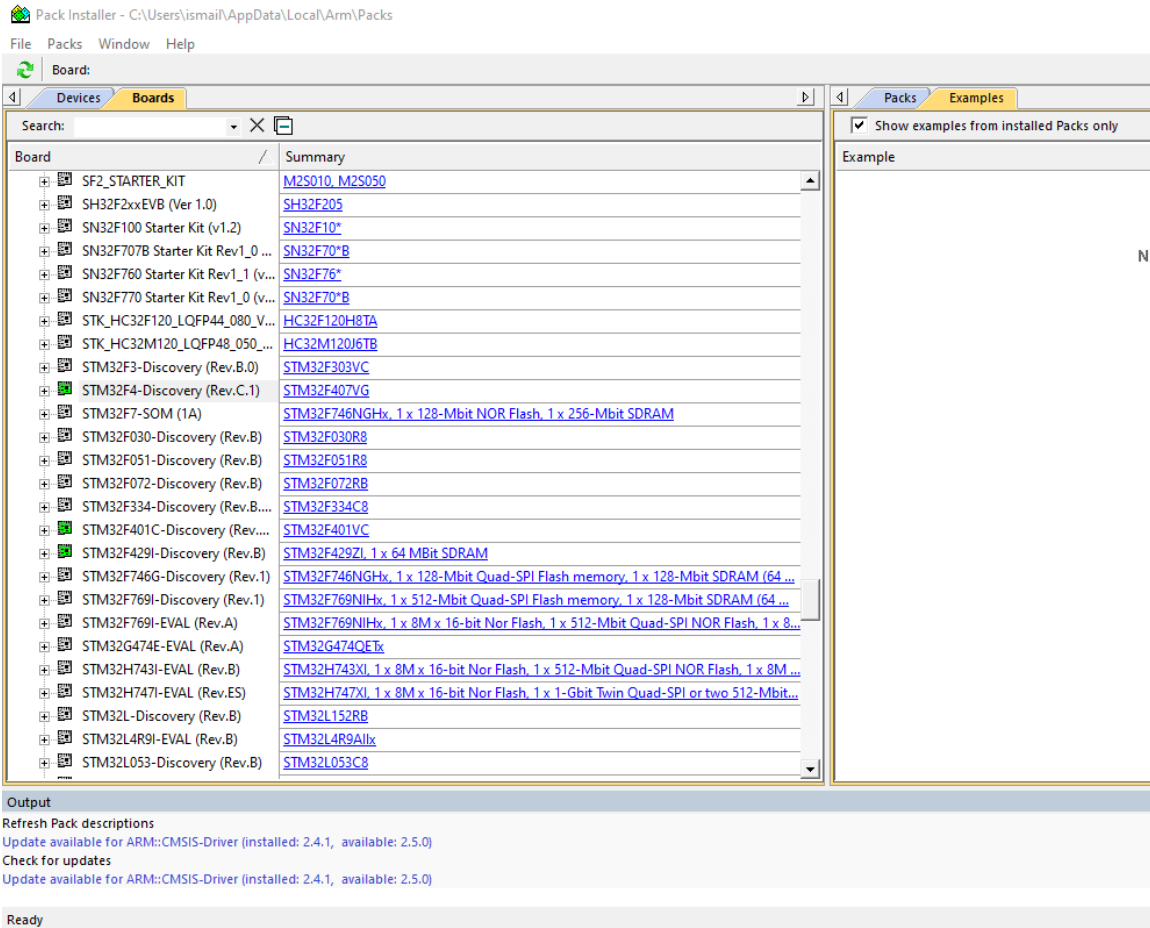 Pack Installer - C:\Users\ismail\AppData\Local\Arm\Packs
File Packs Window Help
Board:
Devices Boards Packs Examples
Search: Show examples from installed Packs only
Board Summary Example
SF2_STARTER_KIT M2S010, M2S050
SH32F2xxEVB (Ver 1.0) SH32F205
SN32F100 Starter Kit (v1.2) SN32F10*
SN32F707B Starter Kit Rev1_0 ... SN32F70*B
N
SN32F760 Starter Kit Rev1_1 (v... SN32F76*
SN32F770 Starter Kit Rev1_0 (v... SN32F70*B
STK_HC32F120_LQFP44_080_V... HC32F120H8TA
STK_HC32M120_LQFP48_050_... HC32M120J6TB
STM32F3-Discovery (Rev.B.0) STM32F303VC
STM32F4-Discovery (Rev.C.1) STM32F407VG
STM32F7-SOM (1A) STM32F746NGHx, 1 x 128-Mbit NOR Flash, 1 x 256-Mbit SDRAM
STM32F030-Discovery (Rev.B) STM32F030R8
STM32F051-Discovery (Rev.B) STM32F051R8
STM32F072-Discovery (Rev.B) STM32F072RB
STM32F334-Discovery (Rev.B.... STM32F334C8
STM32F401C-Discovery (Rev.... STM32F401VC
STM32F429I-Discovery (Rev.B) STM32F429ZI, 1 x 64 MBit SDRAM
STM32F746G-Discovery (Rev.1) STM32F746NGHx, 1 x 128-Mbit Quad-SPI Flash memory, 1 x 128-Mbit SDRAM (64 ...
STM32F769I-Discovery (Rev.1) STM32F769NIHx, 1 x 512-Mbit Quad-SPI Flash memory, 1 x 128-Mbit SDRAM (64 ...
STM32F769I-EVAL (Rev.A) STM32F769NIHx, 1 x 8M x 16-bit Nor Flash, 1 x 512-Mbit Quad-SPI NOR Flash, 1 x 8...
STM32G474E-EVAL (Rev.A) STM32G474QETx
STM32H743I-EVAL (Rev.B) STM32H743XI, 1 x 8M x 16-bit Nor Flash, 1 x 512-Mbit Quad-SPI NOR Flash, 1 x 8M ...
STM32H747I-EVAL (Rev.ES) STM32H747XI, 1 x 8M x 16-bit Nor Flash, 1 x 1-Gbit Twin Quad-SPI or two 512-Mbit...
STM32L-Discovery (Rev.B) STM32L152RB
STM32L4R9I-EVAL (Rev.B) STM32L4R9AIIx
STM32L053-Discovery (Rev.B) STM32L053C8
Output
Refresh Pack descriptions
Update available for ARM::CMSIS-Driver (installed: 2.4.1, available: 2.5.0)
Check for updates
Update available for ARM::CMSIS-Driver (installed: 2.4.1, available: 2.5.0)
Ready